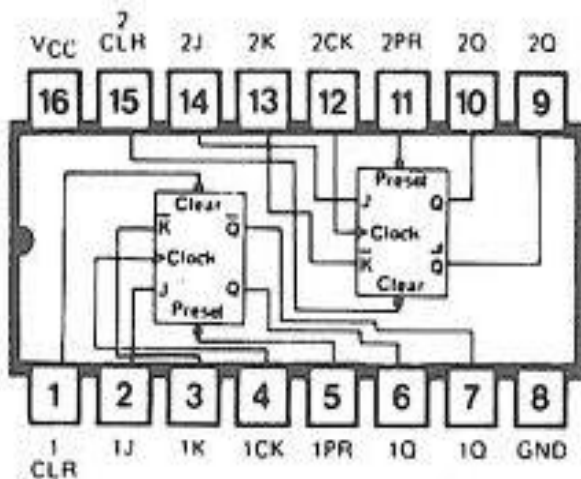 VCC 2 CLR 2J 2K 2CK 2PR 2Q 2Q
16 15 14 13 12 11 10 9
Preset
J Q
Clock
K Q
Clear
Clear
K Q
Clock
J Q
Preset
1 2 3 4 5 6 7 8
1 CLR 1J 1K 1CK 1PR 1Q 1Q GND